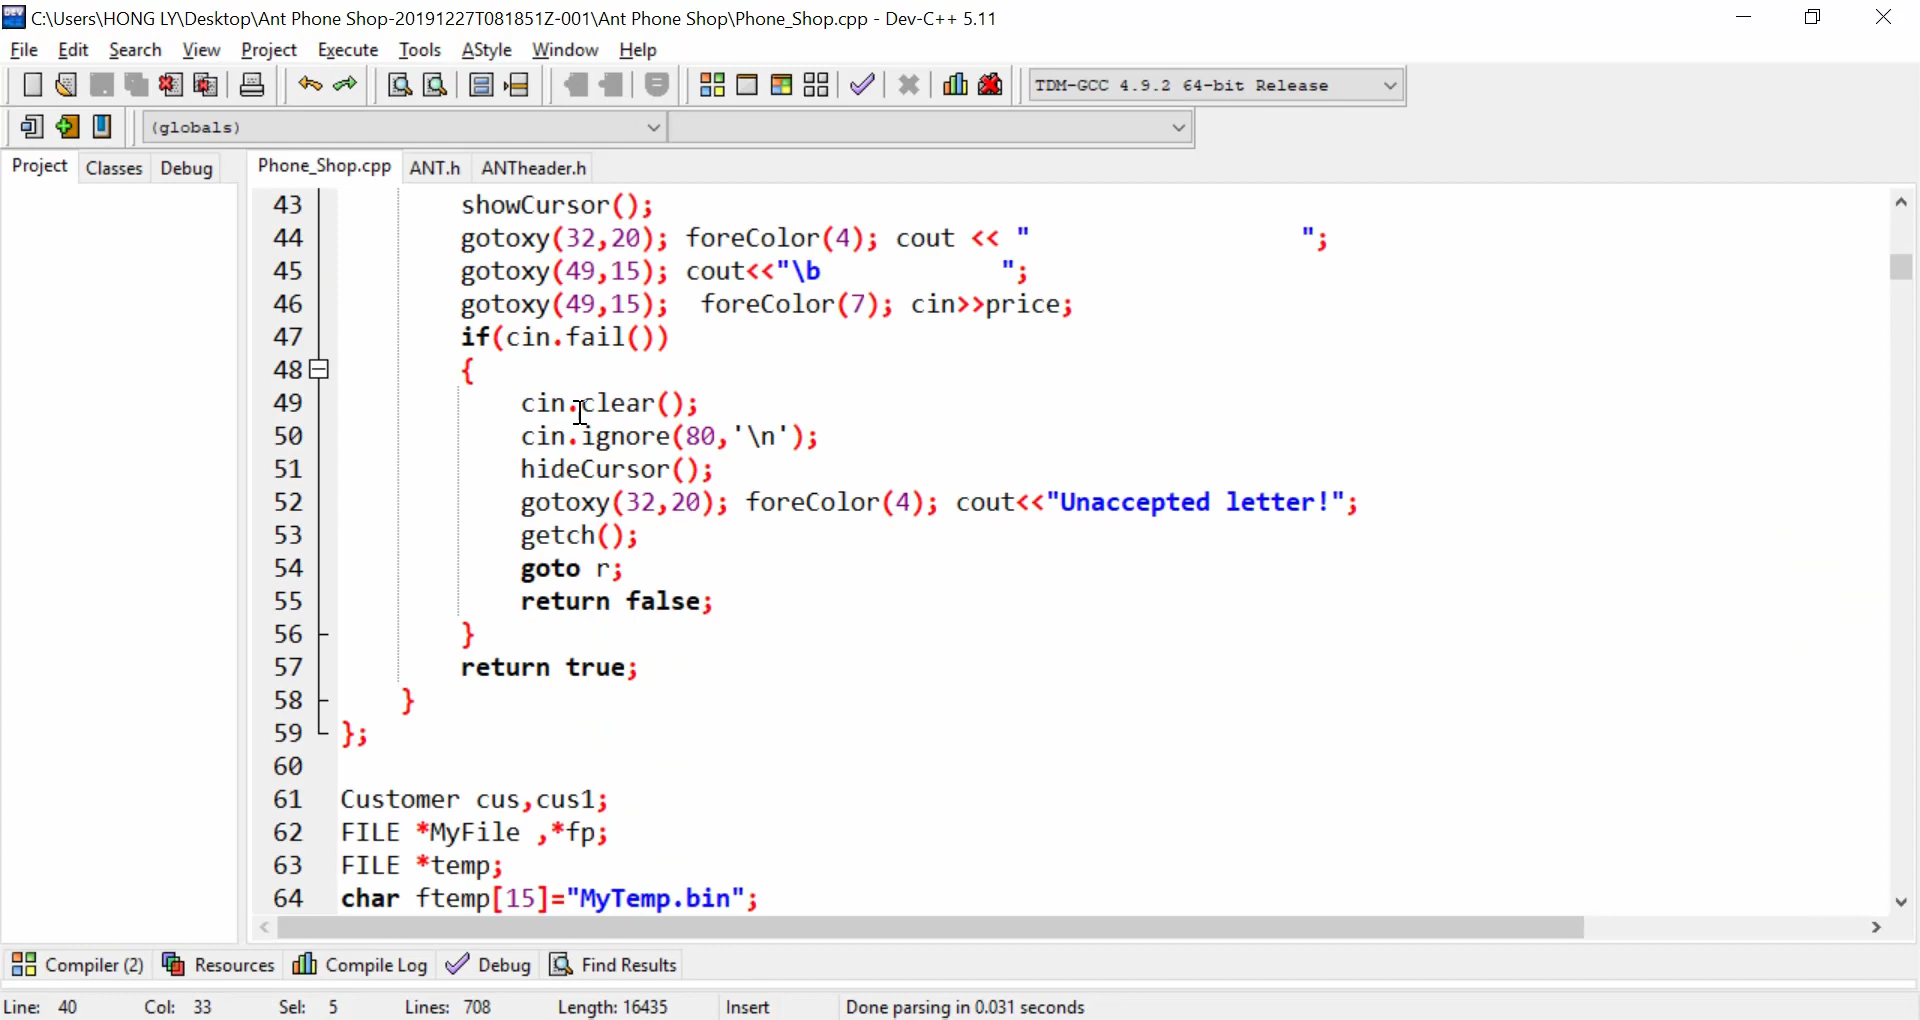 C:\Users\HONG LY\Desktop\Ant Phone Shop-20191227T081851Z-001\Ant Phone Shop\Phone_Shop.cpp - Dev-C++ 5.11
File Edit Search View Project Execute Tools AStyle Window Help
TDM-GCC 4.9.2 64-bit Release
(globals)
Project Classes Debug Phone_Shop.cpp ANT.h ANTheader.h
43 showCursor();
44 gotoxy(32,20); foreColor(4); cout << "                  ";
45 gotoxy(49,15); cout<<"\b            ";
46 gotoxy(49,15);  foreColor(7); cin>>price;
47 if(cin.fail())
48 {
49 cin.clear();
50 cin.ignore(80,'\n');
51 hideCursor();
52 gotoxy(32,20); foreColor(4); cout<<"Unaccepted letter!";
53 getch();
54 goto r;
55 return false;
56 }
57 return true;
58 }
59 };
60
61 Customer cus,cus1;
62 FILE *MyFile ,*fp;
63 FILE *temp;
64 char ftemp[15]="MyTemp.bin";
Compiler (2) Resources Compile Log Debug Find Results
Line: 40 Col: 33 Sel: 5 Lines: 708 Length: 16435 Insert Done parsing in 0.031 seconds